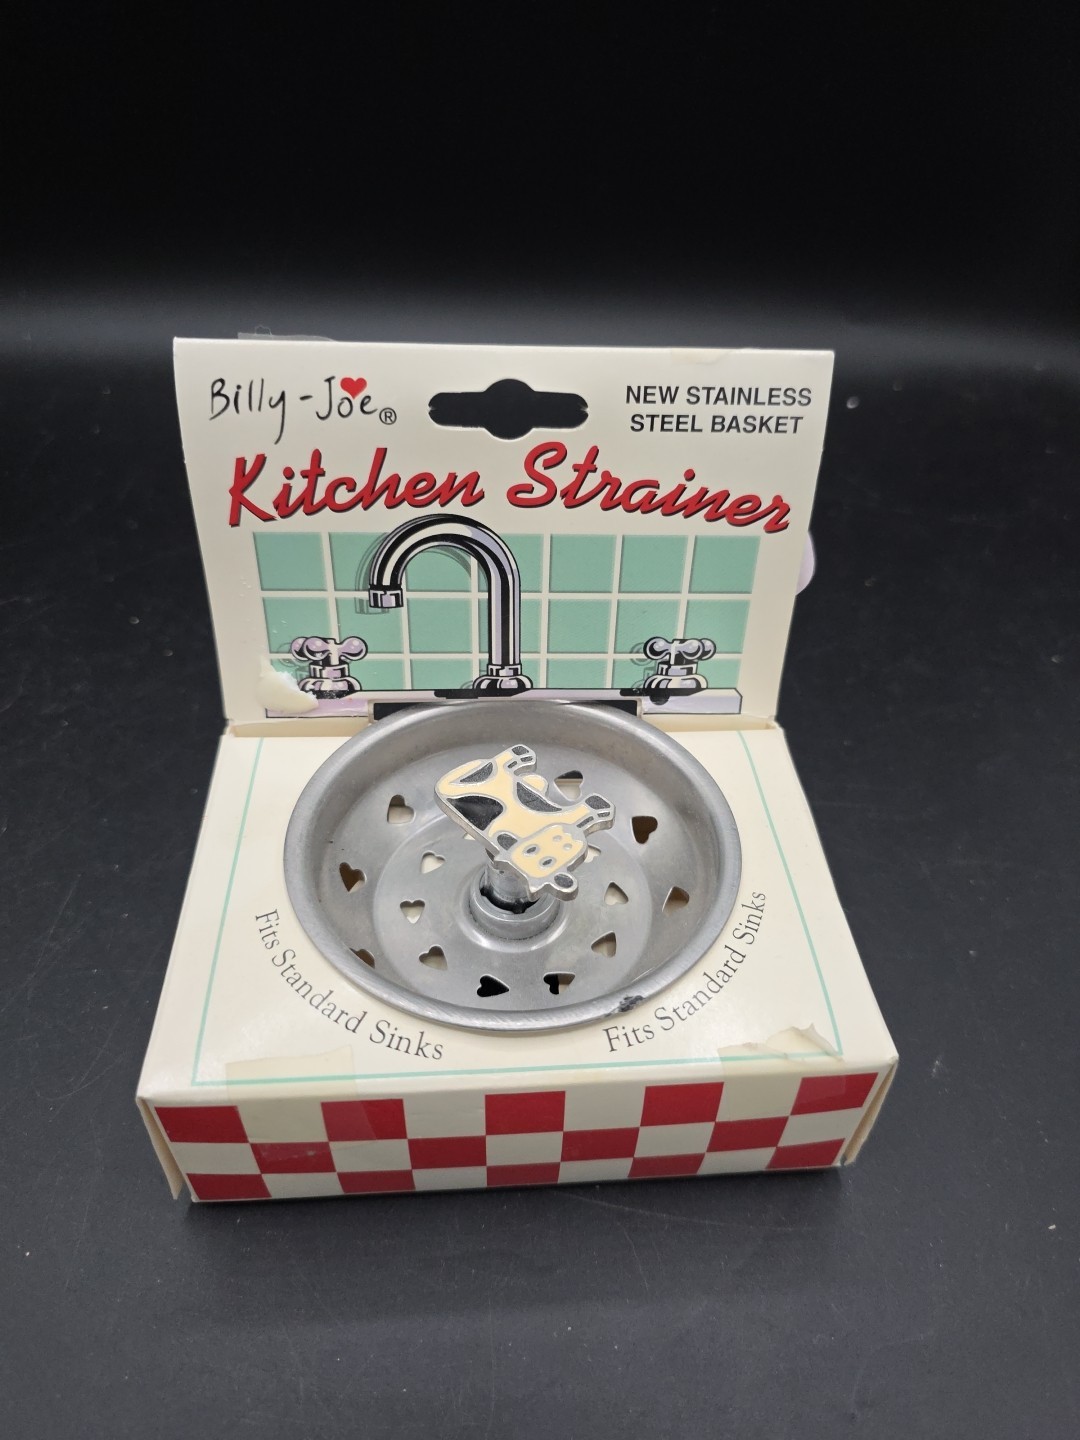 Billy-Joe®
NEW STAINLESS
STEEL BASKET
Kitchen Strainer
Fits Standard Sinks
Fits Standard Sinks